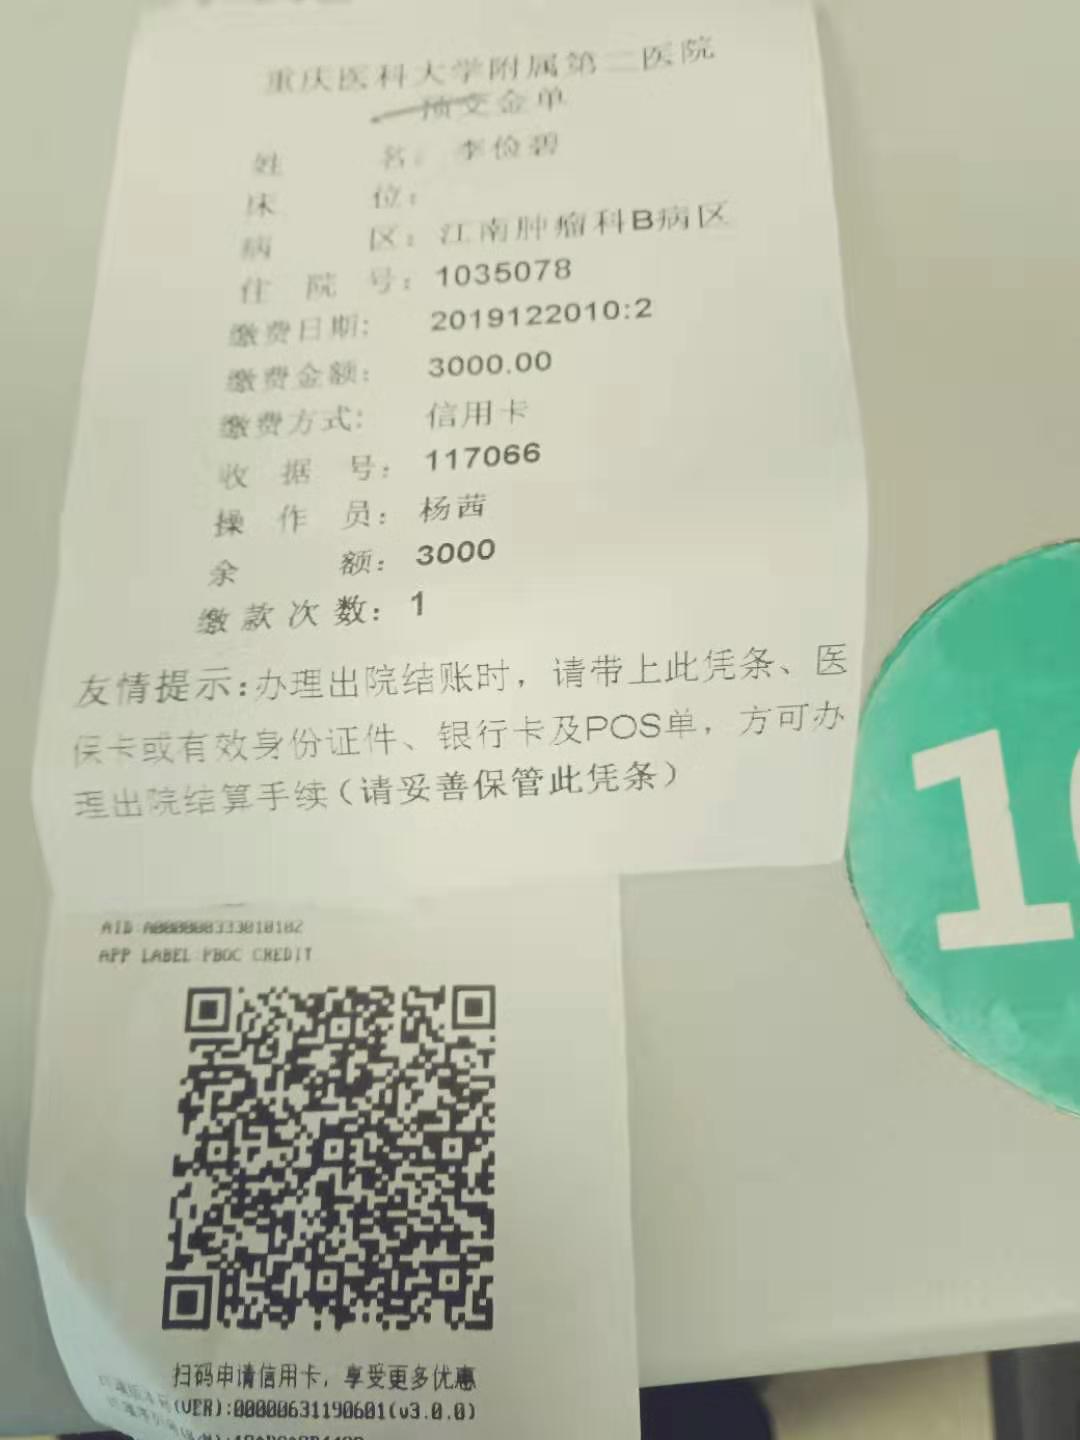 重庆医科大学附属第二医院
预交金单
姓名：李俭碧
床位：
病区：江南肿瘤科B病区
住院号：1035078
缴费日期：2019122010:2
缴费金额：3000.00
缴费方式：信用卡
收据号：117066
操作员：杨茜
余额：3000
缴款次数：1
友情提示：办理出院结账时，请带上此凭条、医
保卡或有效身份证件、银行卡及POS单，方可办
理出院结算手续（请妥善保管此凭条）
10
AID A000000333010102
APP LABEL PBOC CREDIT
扫码申请信用卡，享受更多优惠
(VER):00000631190601(v3.0.0)